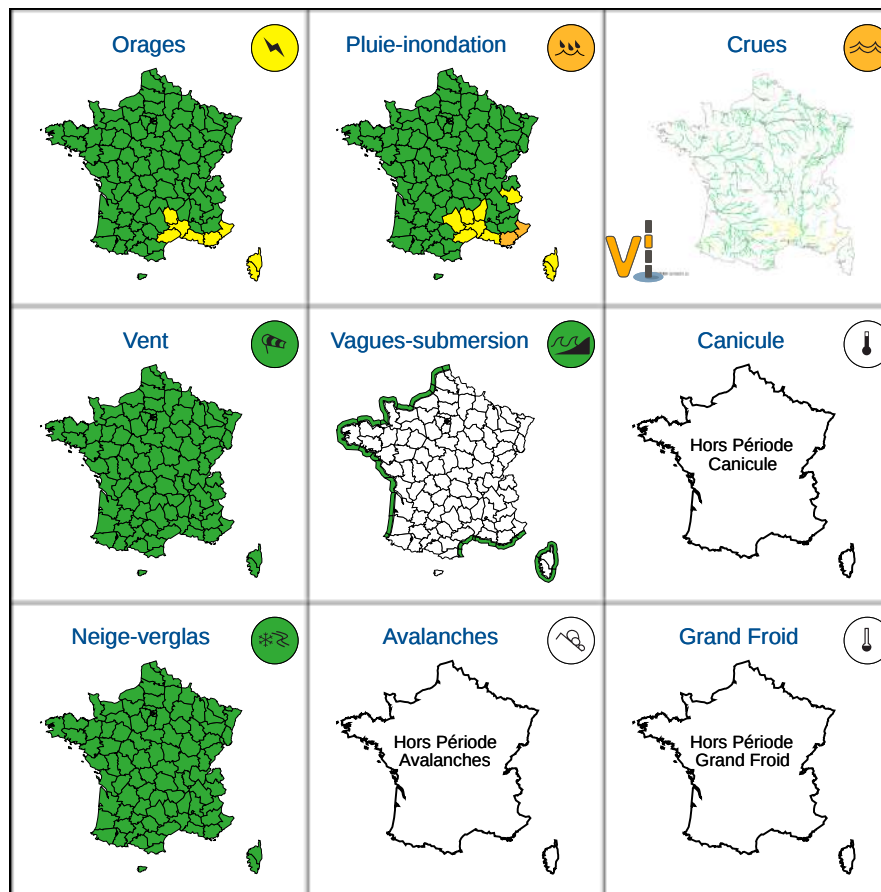 Orages
Pluie-inondation
Crues
Vi
Vent
Vagues-submersion
Canicule
Hors Période
Canicule
Neige-verglas
Avalanches
Grand Froid
Hors Période
Avalanches
Hors Période
Grand Froid